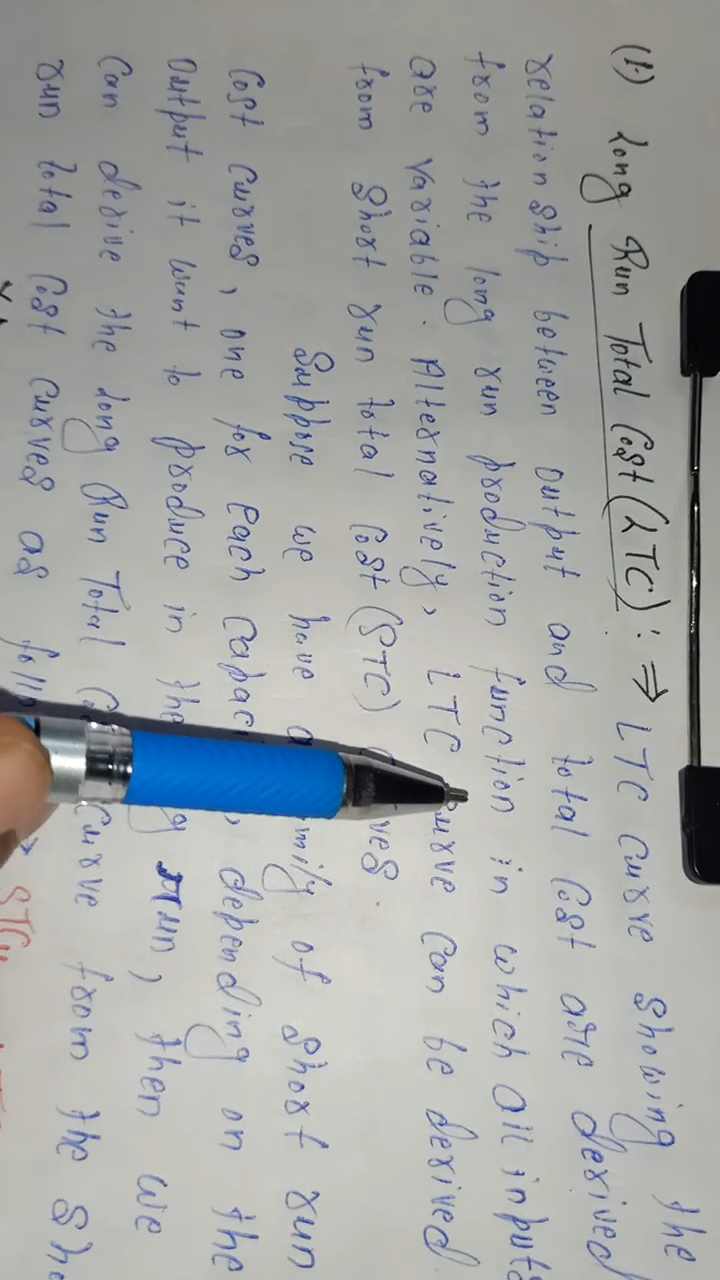 (1) Long Run Total Cost (LTC) : ⇒ LTC curve showing the
relationship between output and total cost are derived
from the long run production function in which all inputs
are variable. Alternatively, LTC curve can be derived
from short run total cost (STC) curves.
Suppose we have a family of short run
cost curves, one for each capaci , depending on the
output it want to produce in the run, then we
can derive the long Run Total curve from the sho
run total cost curves as follo
STC